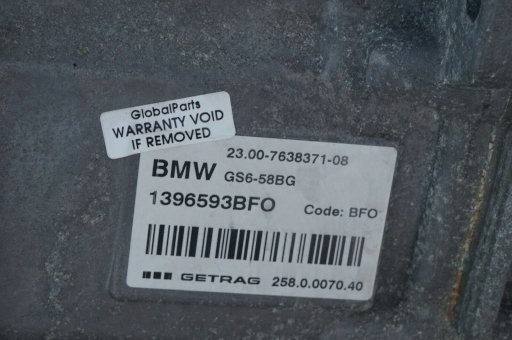 GlobalParts
WARRANTY VOID
IF REMOVED
23.00-7638371-08
BMW GS6-58BG
1396593BFO Code: BFO
GETRAG 258.0.0070.40